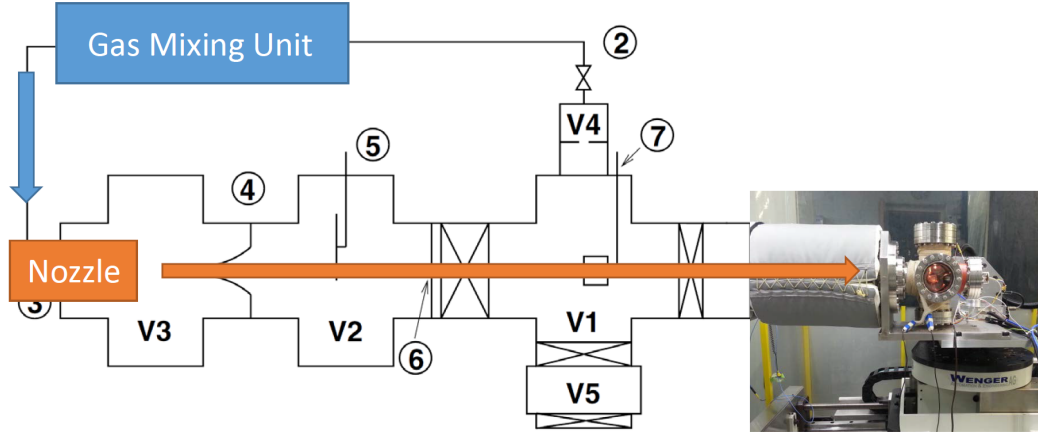 Gas Mixing Unit
②
V4
⑤
⑦
④
Nozzle
③
V3
V2
V1
⑥
V5
WENGER